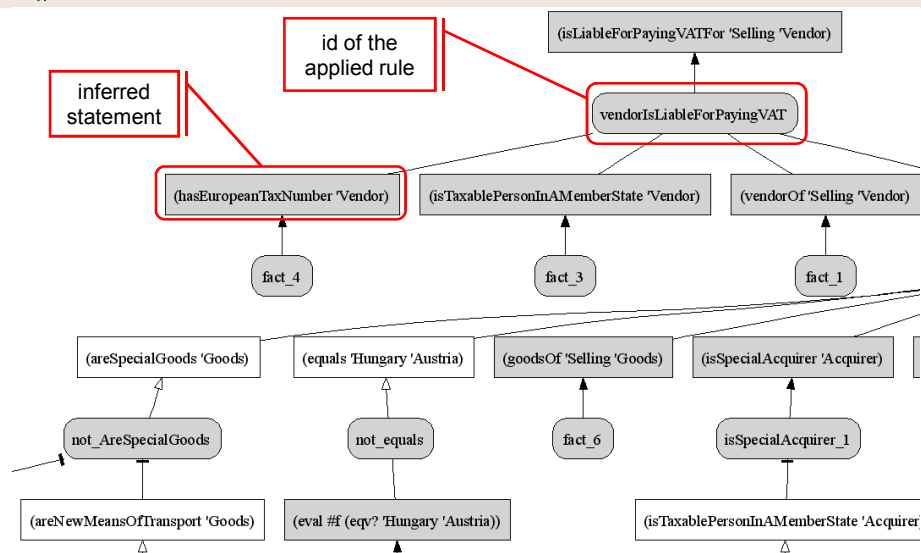 (isLiableForPayingVATFor 'Selling 'Vendor)
id of the
applied rule
inferred
statement
vendorIsLiableForPayingVAT
(hasEuropeanTaxNumber 'Vendor)
(isTaxablePersonInAMemberState 'Vendor)
(vendorOf 'Selling 'Vendor)
fact_4
fact_3
fact_1
(areSpecialGoods 'Goods)
(equals 'Hungary 'Austria)
(goodsOf 'Selling 'Goods)
(isSpecialAcquirer 'Acquirer)
not_AreSpecialGoods
not_equals
fact_6
isSpecialAcquirer_1
(areNewMeansOfTransport 'Goods)
(eval #f (eqv? 'Hungary 'Austria))
(isTaxablePersonInAMemberState 'Acquirer)